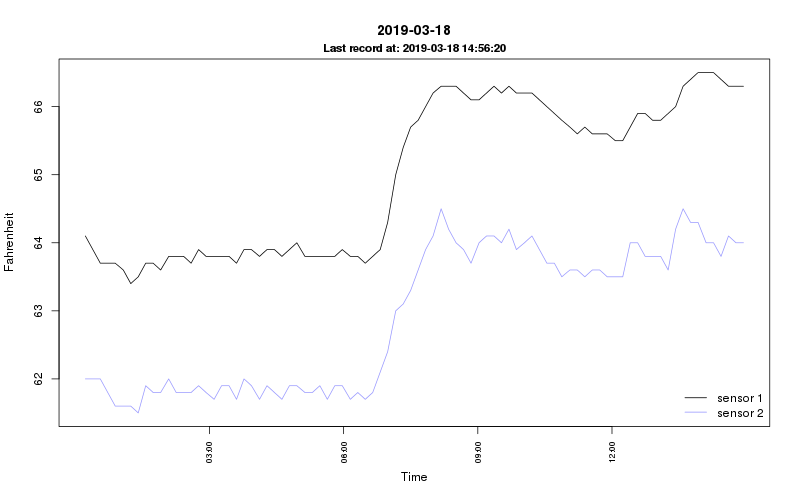 2019-03-18
Last record at: 2019-03-18 14:56:20
66
65
64
63
62
Fahrenheit
sensor 1
sensor 2
03:00
06:00
09:00
12:00
Time